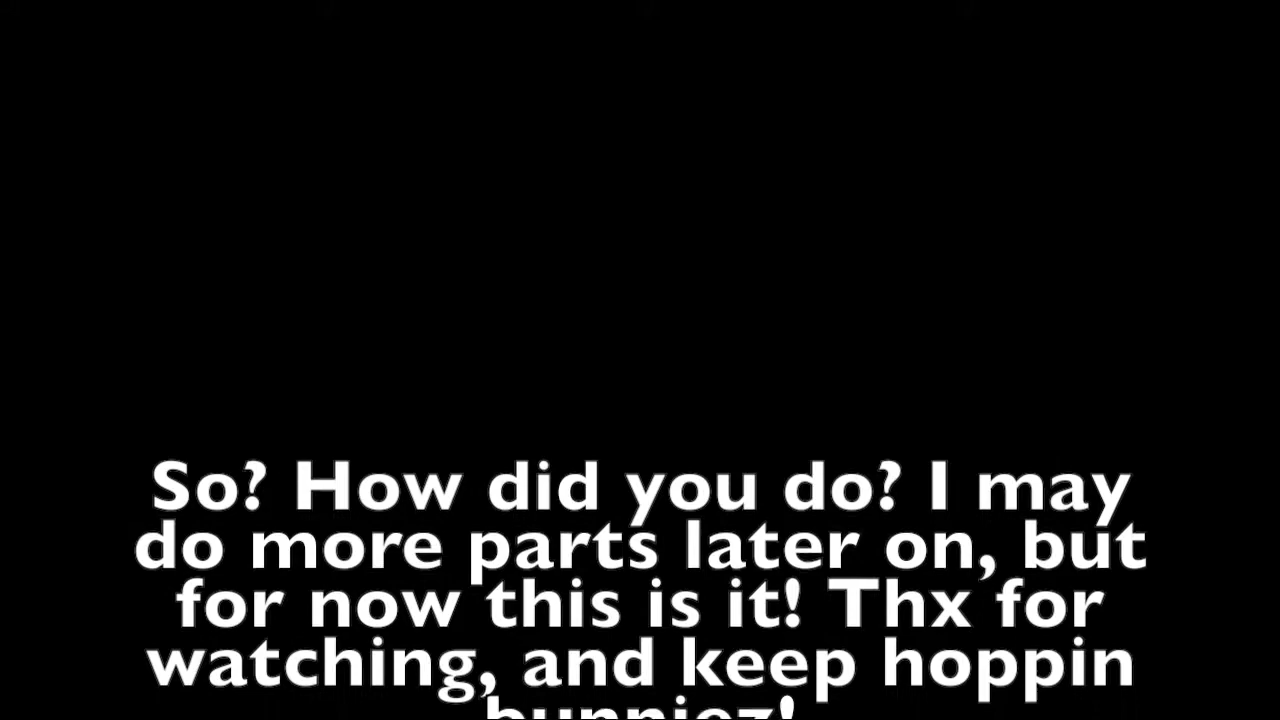 So? How did you do? I may
do more parts later on, but
for now this is it! Thx for
watching, and keep hoppin
bunniez!